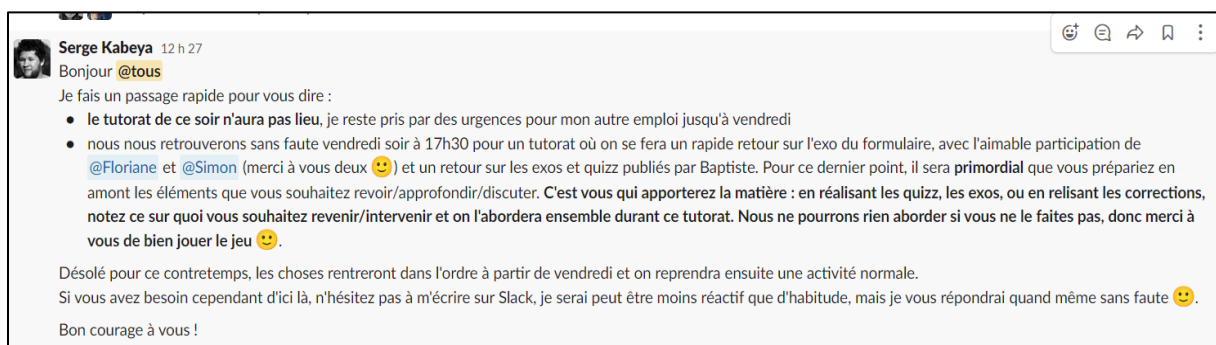 Serge Kabeya 12 h 27
Bonjour @tous
Je fais un passage rapide pour vous dire :
• le tutorat de ce soir n'aura pas lieu, je reste pris par des urgences pour mon autre emploi jusqu'à vendredi
• nous nous retrouverons sans faute vendredi soir à 17h30 pour un tutorat où on se fera un rapide retour sur l'exo du formulaire, avec l'aimable participation de
@Floriane et @Simon (merci à vous deux 🙂) et un retour sur les exos et quizz publiés par Baptiste. Pour ce dernier point, il sera primordial que vous prépariez en
amont les éléments que vous souhaitez revoir/approfondir/discuter. C'est vous qui apporterez la matière : en réalisant les quizz, les exos, ou en relisant les corrections,
notez ce sur quoi vous souhaitez revenir/intervenir et on l'abordera ensemble durant ce tutorat. Nous ne pourrons rien aborder si vous ne le faites pas, donc merci à
vous de bien jouer le jeu 🙂.
Désolé pour ce contretemps, les choses rentreront dans l'ordre à partir de vendredi et on reprendra ensuite une activité normale.
Si vous avez besoin cependant d'ici là, n'hésitez pas à m'écrire sur Slack, je serai peut être moins réactif que d'habitude, mais je vous répondrai quand même sans faute 🙂.
Bon courage à vous !